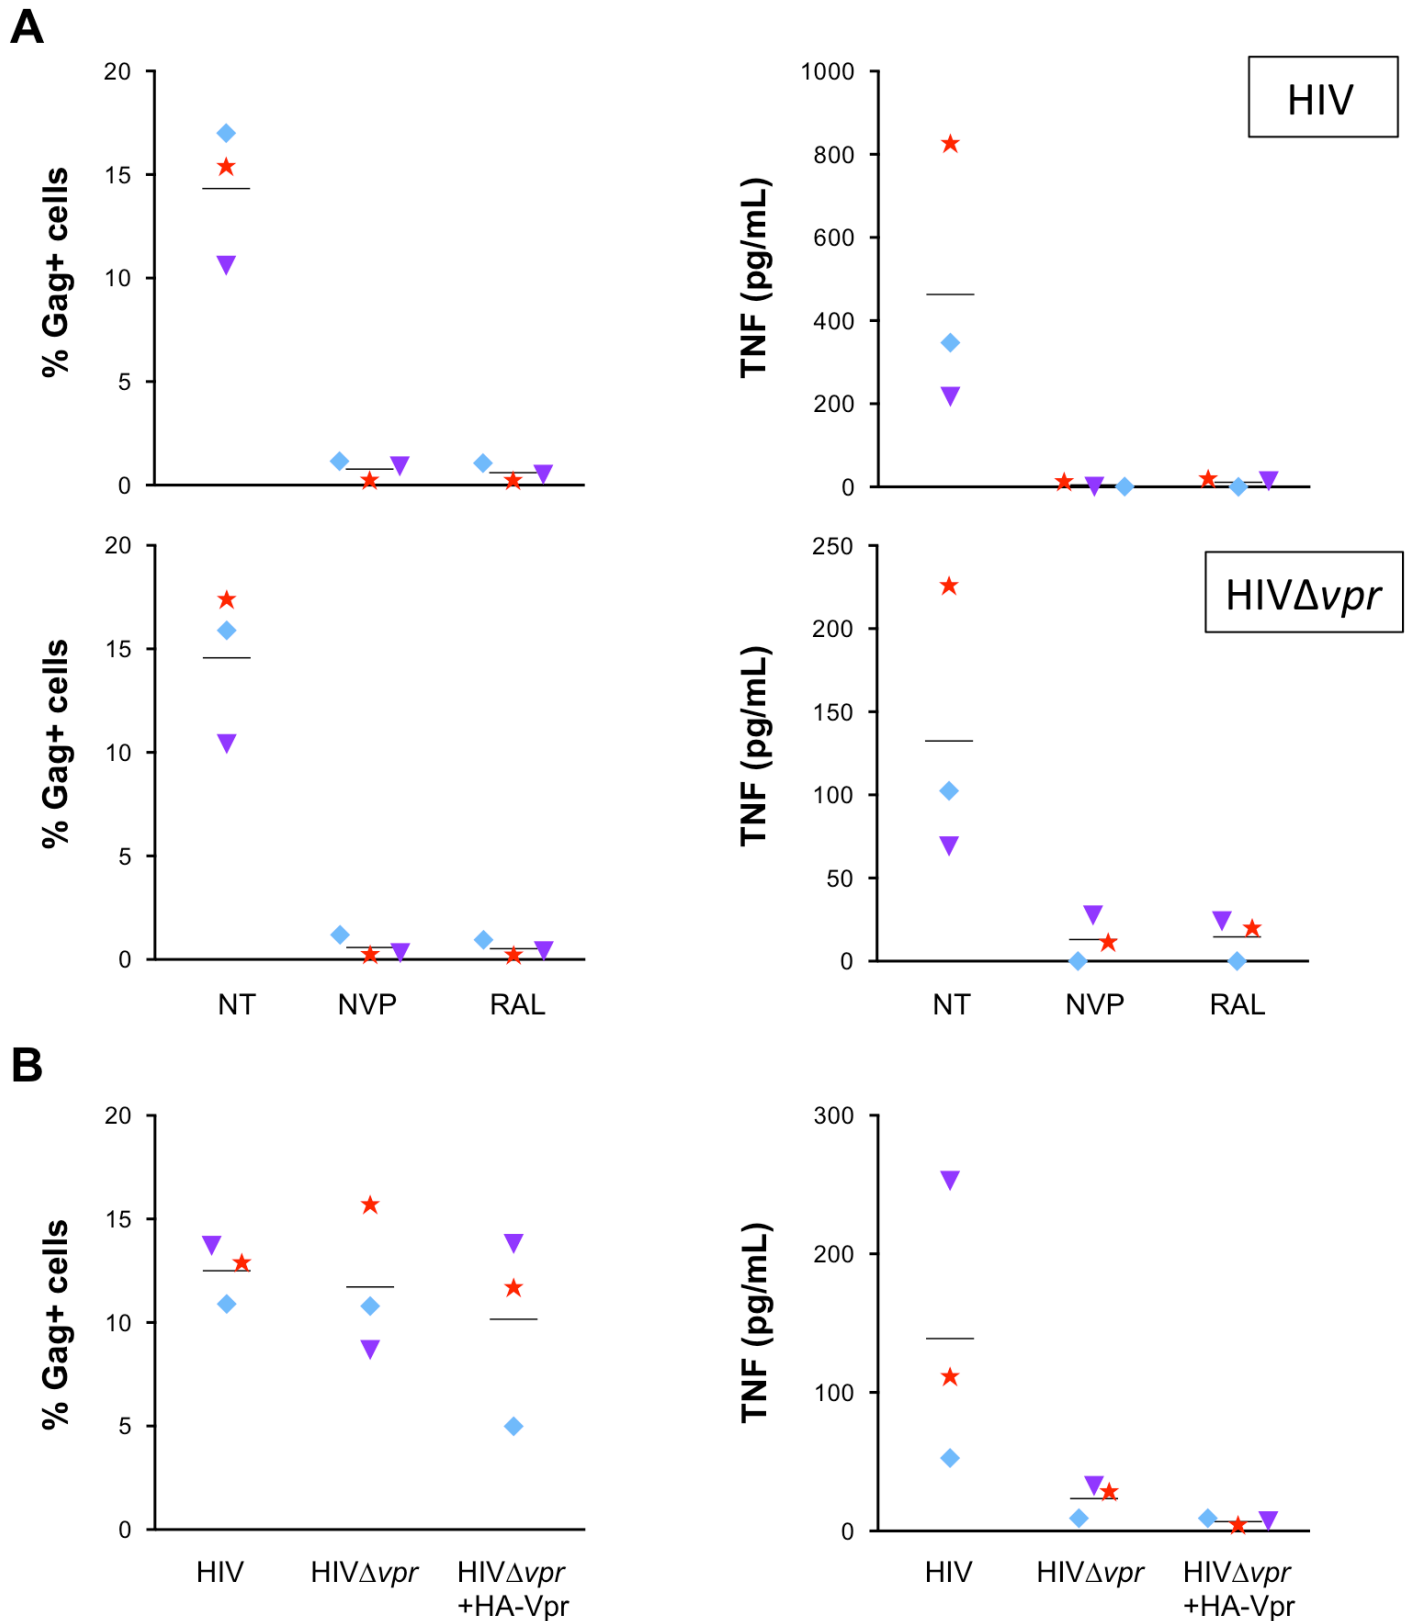 A
20
15
10
5
0
% Gag+ cells
1000
800
600
400
200
0
TNF (pg/mL)
HIV
20
15
10
5
0
% Gag+ cells
NT NVP RAL
250
200
150
100
50
0
TNF (pg/mL)
HIVΔvpr
NT NVP RAL
B
20
15
10
5
0
% Gag+ cells
HIV HIVΔvpr HIVΔvpr
+HA-Vpr
300
200
100
0
TNF (pg/mL)
HIV HIVΔvpr HIVΔvpr
+HA-Vpr